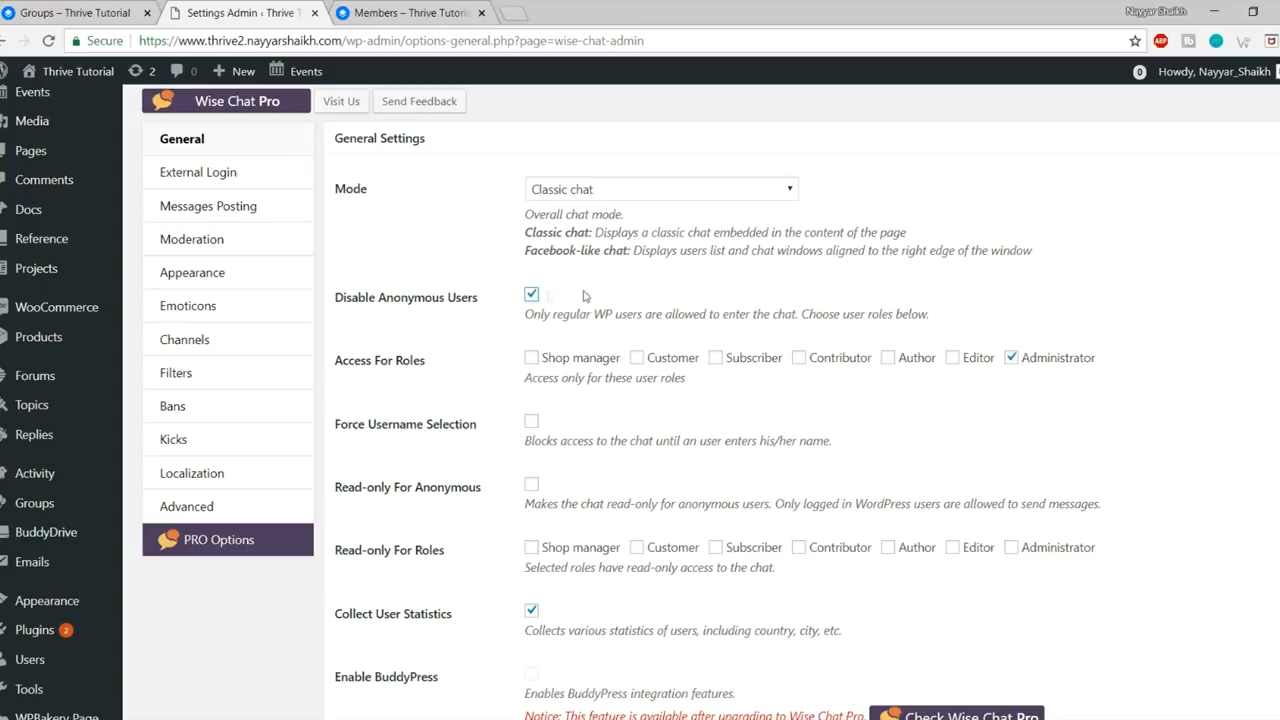 Groups – Thrive Tutorial
Settings Admin ‹ Thrive T
Members – Thrive Tutoria
Nayyar Shaikh
Secure
https://www.thrive2.nayyarshaikh.com/wp-admin/options-general.php?page=wise-chat-admin
ABP
Thrive Tutorial
2
0
New
Events
0
Howdy, Nayyar_Shaikh
Events
Media
Pages
Comments
Docs
Reference
Projects
WooCommerce
Products
Forums
Topics
Replies
Activity
Groups
BuddyDrive
Emails
Appearance
Plugins 2
Users
Tools
WPBakery Page
Wise Chat Pro
Visit Us
Send Feedback
General
External Login
Messages Posting
Moderation
Appearance
Emoticons
Channels
Filters
Bans
Kicks
Localization
Advanced
PRO Options
General Settings
Mode
Classic chat
Overall chat mode.
Classic chat: Displays a classic chat embedded in the content of the page
Facebook-like chat: Displays users list and chat windows aligned to the right edge of the window
Disable Anonymous Users
Only regular WP users are allowed to enter the chat. Choose user roles below.
Access For Roles
Shop manager Customer Subscriber Contributor Author Editor Administrator
Access only for these user roles
Force Username Selection
Blocks access to the chat until an user enters his/her name.
Read-only For Anonymous
Makes the chat read-only for anonymous users. Only logged in WordPress users are allowed to send messages.
Read-only For Roles
Shop manager Customer Subscriber Contributor Author Editor Administrator
Selected roles have read-only access to the chat.
Collect User Statistics
Collects various statistics of users, including country, city, etc.
Enable BuddyPress
Enables BuddyPress integration features.
Notice: This feature is available after upgrading to Wise Chat Pro.
Check Wise Chat Pro